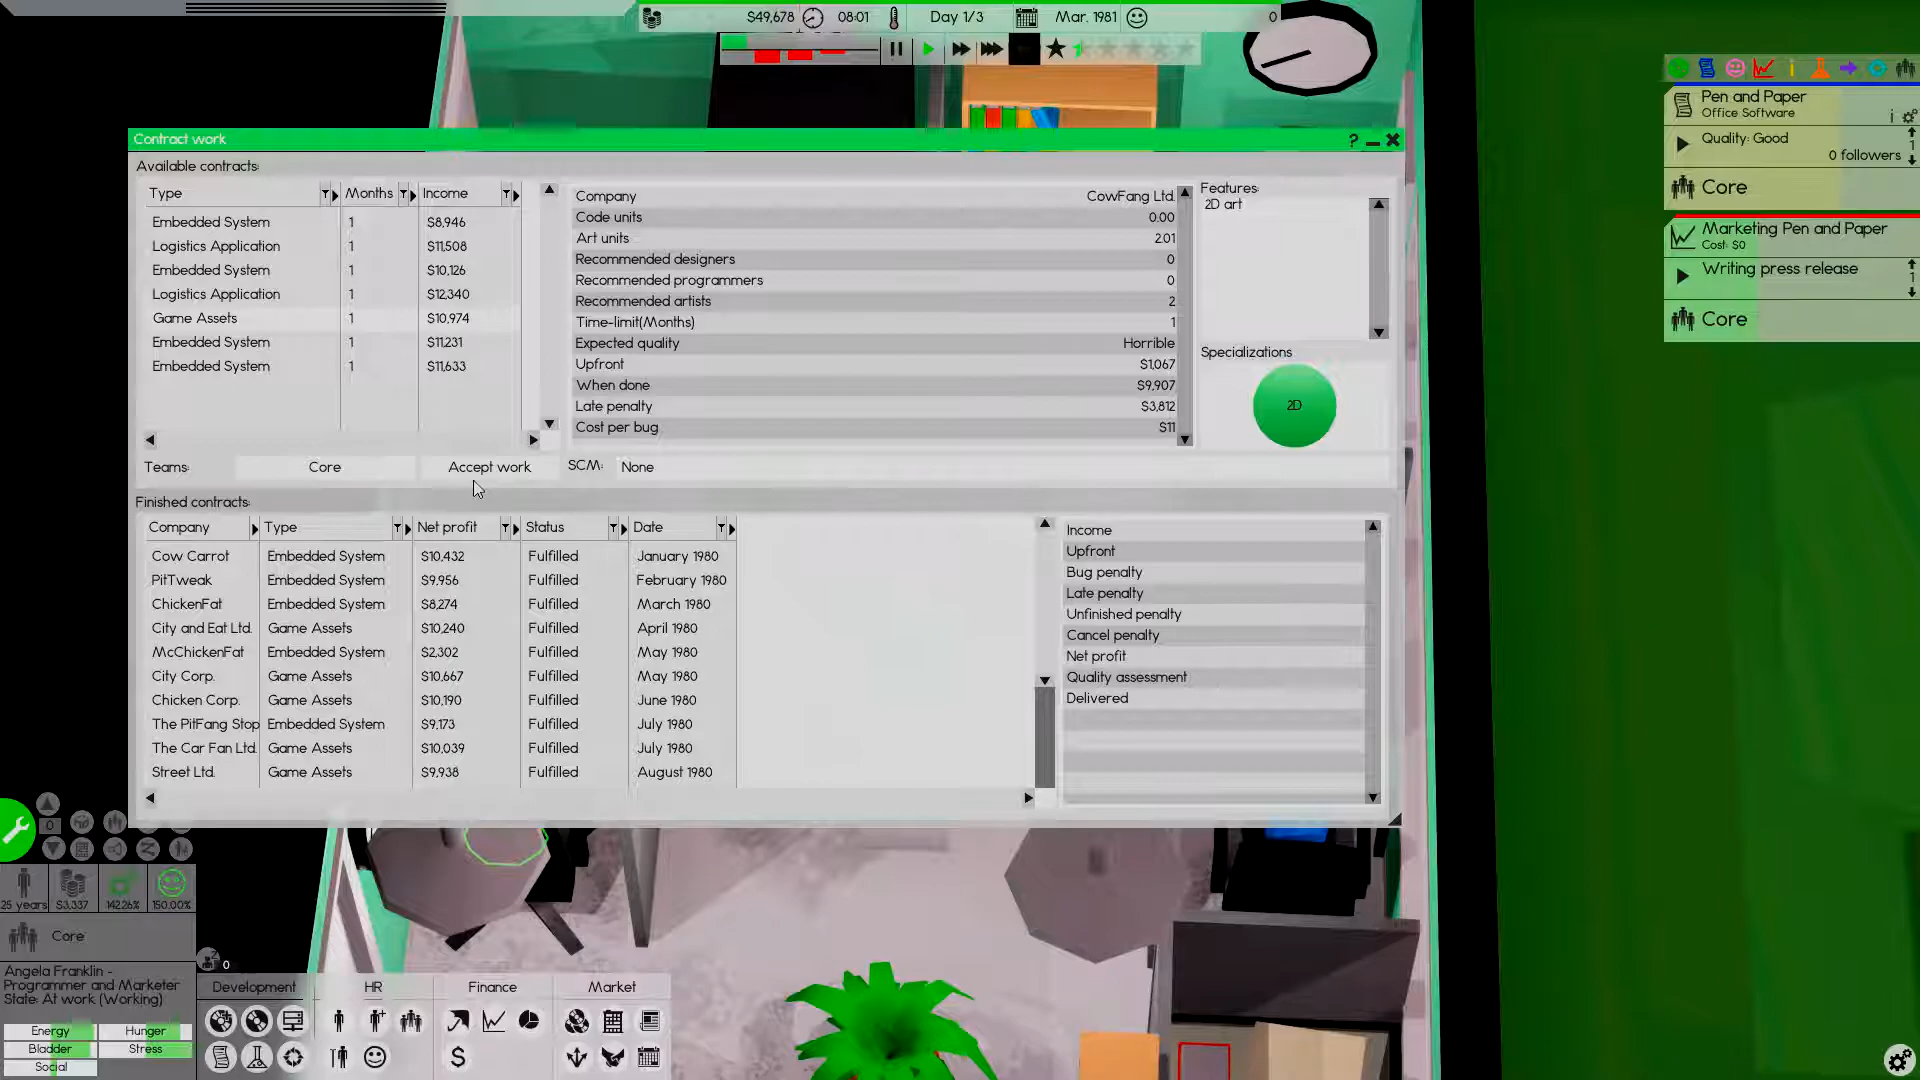 $49,678 08:01 Day 1/3 Mar. 1981 0
Contract work
?
Available contracts:
Type Months Income
Embedded System 1 $8,946
Logistics Application 1 $11,508
Embedded System 1 $10,126
Logistics Application 1 $12,340
Game Assets 1 $10,974
Embedded System 1 $11,231
Embedded System 1 $11,633
Company CowFang Ltd.
Code units 0.00
Art units 2.01
Recommended designers 0
Recommended programmers 0
Recommended artists 2
Time-limit(Months) 1
Expected quality Horrible
Upfront $1,067
When done $9,907
Late penalty $3,812
Cost per bug $11
Features:
2D art
Specializations
2D
Teams: Core Accept work SCM: None
Finished contracts:
Company Type Net profit Status Date
Cow Carrot Embedded System $10,432 Fulfilled January 1980
PitTweak Embedded System $9,956 Fulfilled February 1980
ChickenFat Embedded System $8,274 Fulfilled March 1980
City and Eat Ltd. Game Assets $10,240 Fulfilled April 1980
McChickenFat Embedded System $2,302 Fulfilled May 1980
City Corp. Game Assets $10,667 Fulfilled May 1980
Chicken Corp. Game Assets $10,190 Fulfilled June 1980
The PitFang Stop Embedded System $9,173 Fulfilled July 1980
The Car Fan Ltd. Game Assets $10,039 Fulfilled July 1980
Street Ltd. Game Assets $9,938 Fulfilled August 1980
Income
Upfront
Bug penalty
Late penalty
Unfinished penalty
Cancel penalty
Net profit
Quality assessment
Delivered
Pen and Paper
Office Software
i
Quality: Good
1
0 followers
Core
Marketing Pen and Paper
Cost: $0
Writing press release
1
Core
0
25 years $3,337 142.26% 150.00%
Core
Angela Franklin -
Programmer and Marketer
State: At work (Working)
Energy Hunger
Bladder Stress
Social
0
Development HR Finance Market